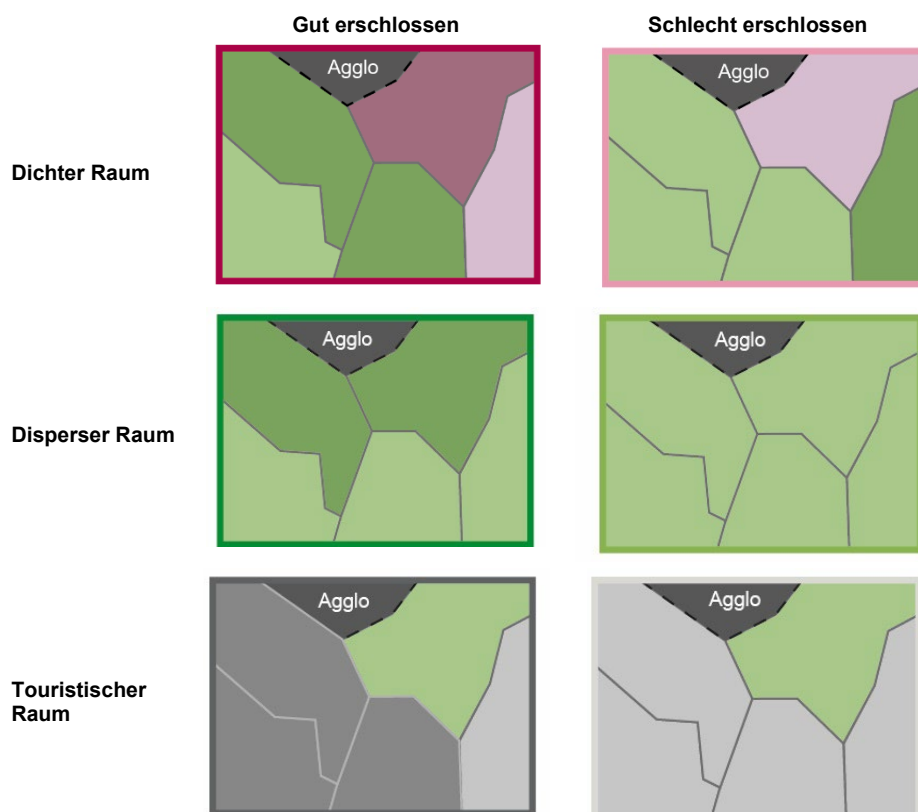 Gut erschlossen
Schlecht erschlossen
Dichter Raum
Agglo
Agglo
Disperser Raum
Agglo
Agglo
Touristischer
Raum
Agglo
Agglo